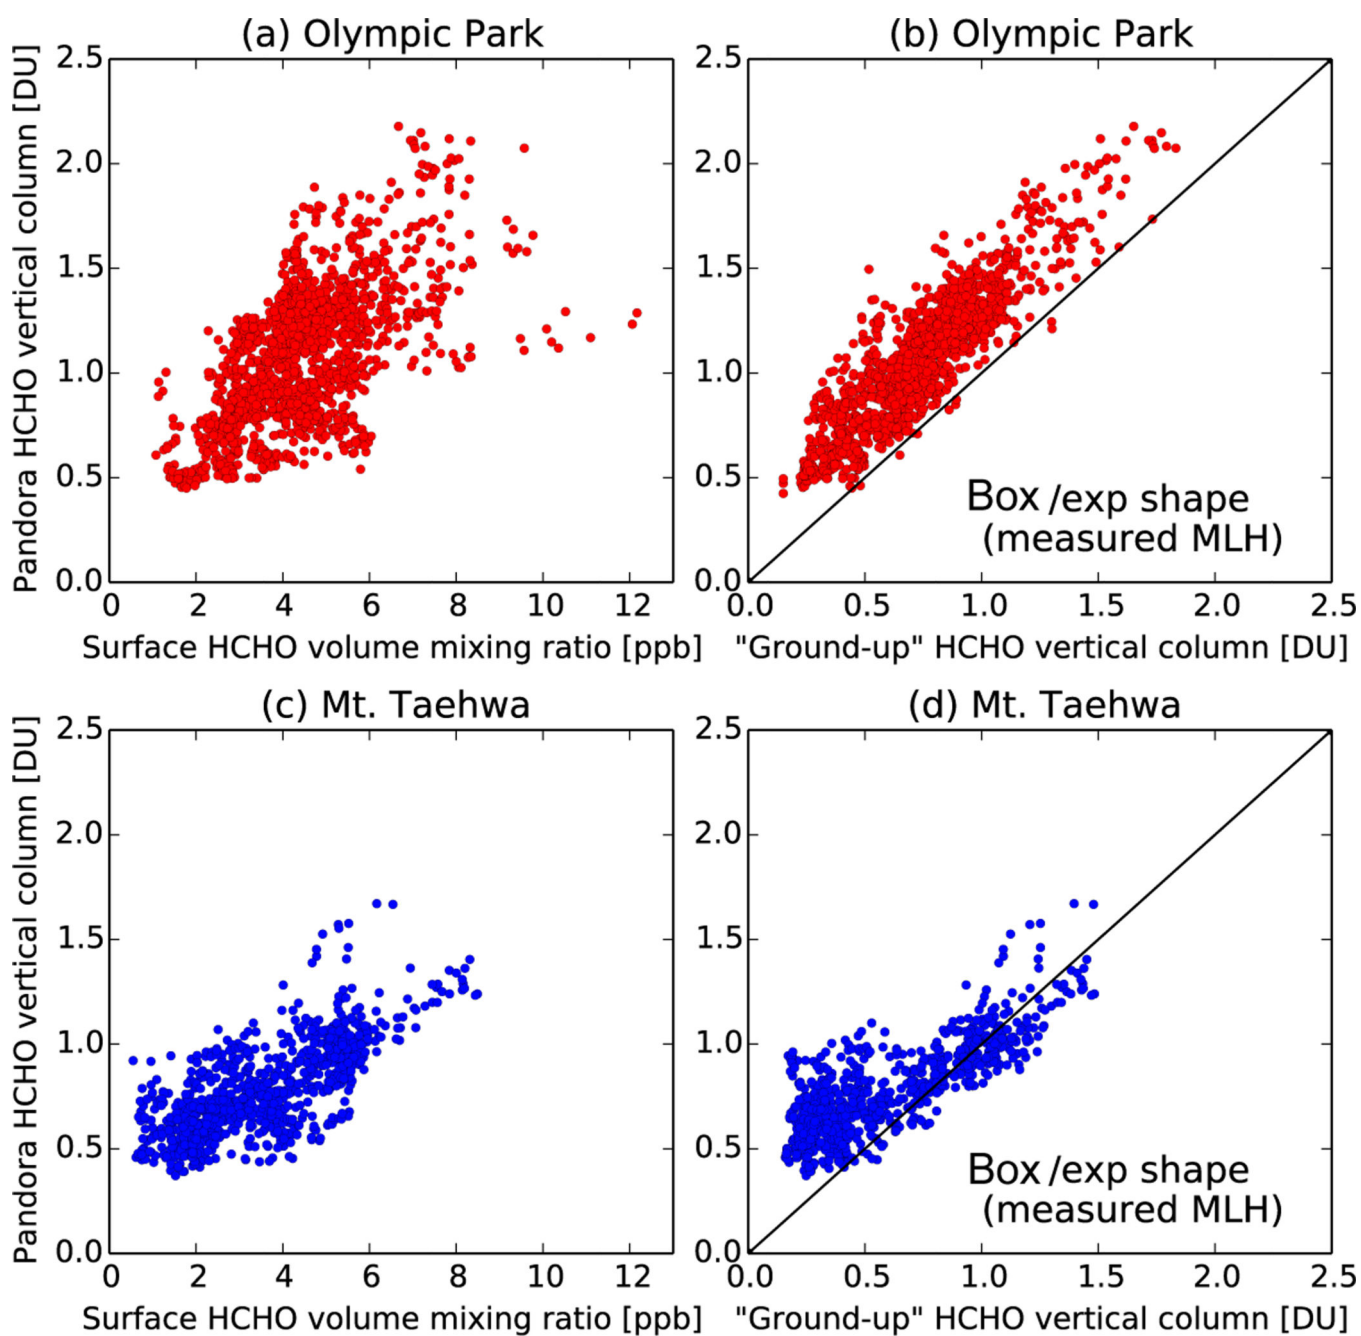 (a) Olympic Park
Pandora HCHO vertical column [DU]
2.5
2.0
1.5
1.0
0.5
0.0
0 2 4 6 8 10 12
Surface HCHO volume mixing ratio [ppb]
(b) Olympic Park
2.5
2.0
1.5
1.0
0.5
0.0
Box /exp shape
(measured MLH)
0.0 0.5 1.0 1.5 2.0 2.5
"Ground-up" HCHO vertical column [DU]
(c) Mt. Taehwa
Pandora HCHO vertical column [DU]
2.5
2.0
1.5
1.0
0.5
0.0
0 2 4 6 8 10 12
Surface HCHO volume mixing ratio [ppb]
(d) Mt. Taehwa
2.5
2.0
1.5
1.0
0.5
0.0
Box /exp shape
(measured MLH)
0.0 0.5 1.0 1.5 2.0 2.5
"Ground-up" HCHO vertical column [DU]